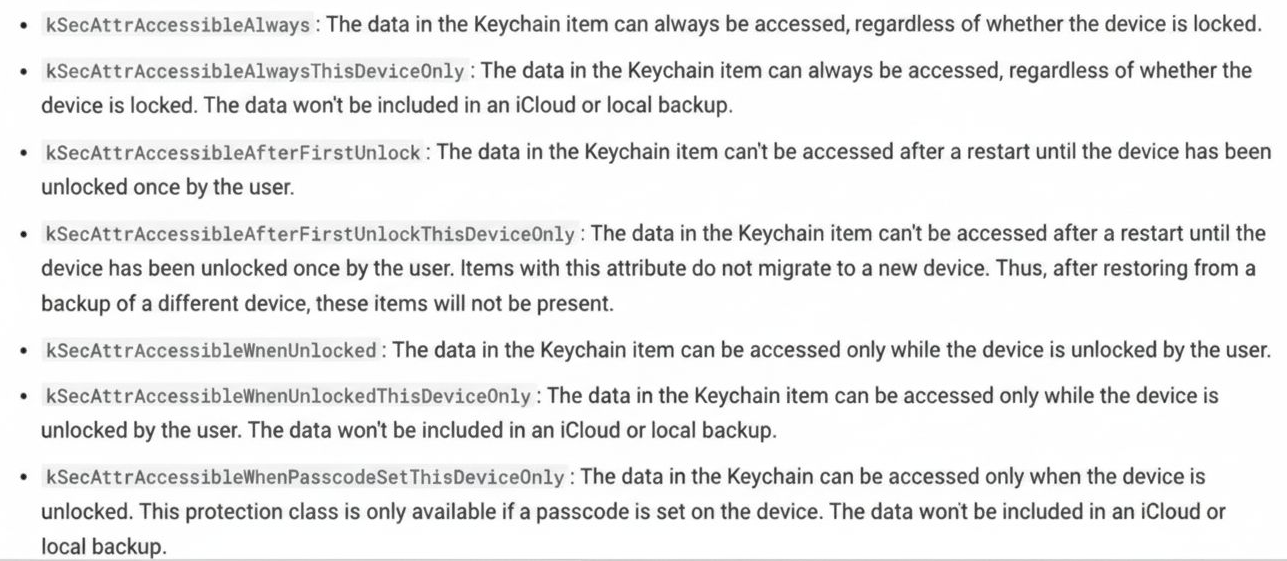 • kSecAttrAccessibleAlways : The data in the Keychain item can always be accessed, regardless of whether the device is locked.
• kSecAttrAccessibleAlwaysThisDeviceOnly : The data in the Keychain item can always be accessed, regardless of whether the
device is locked. The data won't be included in an iCloud or local backup.
• kSecAttrAccessibleAfterFirstUnlock : The data in the Keychain item can't be accessed after a restart until the device has been
unlocked once by the user.
• kSecAttrAccessibleAfterFirstUnlockThisDeviceOnly : The data in the Keychain item can't be accessed after a restart until the
device has been unlocked once by the user. Items with this attribute do not migrate to a new device. Thus, after restoring from a
backup of a different device, these items will not be present.
• kSecAttrAccessibleWnenUnlocked : The data in the Keychain item can be accessed only while the device is unlocked by the user.
• kSecAttrAccessibleWhenUnlockedThisDeviceOnly : The data in the Keychain item can be accessed only while the device is
unlocked by the user. The data won't be included in an iCloud or local backup.
• kSecAttrAccessibleWhenPasscodeSetThisDeviceOnly : The data in the Keychain can be accessed only when the device is
unlocked. This protection class is only available if a passcode is set on the device. The data won't be included in an iCloud or
local backup.